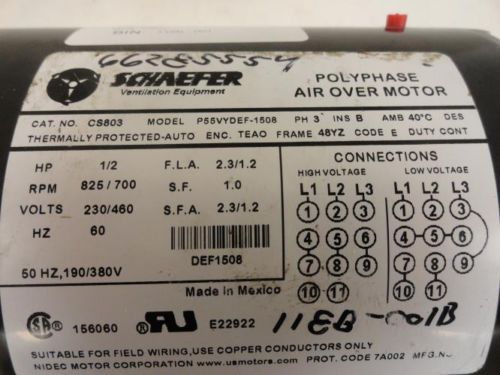 BIN
66285554
SCHAEFER
Ventilation Equipment
POLYPHASE
AIR OVER MOTOR
CAT. NO. CS803 MODEL P55VYDEF-1508 PH 3 INS B AMB 40°C DES
THERMALLY PROTECTED-AUTO ENC. TEAO FRAME 48YZ CODE E DUTY CONT
HP 1/2 F.L.A. 2.3/1.2
RPM 825/700 S.F. 1.0
VOLTS 230/460 S.F.A. 2.3/1.2
HZ 60
DEF1508
50 HZ,190/380V
CONNECTIONS
HIGH VOLTAGE LOW VOLTAGE
L1 L2 L3 L1 L2 L3
1 2 3 1 2 3
4 5 6 4 5 6
7 8 9 7 8 9
10 11 10 11
Made in Mexico
SA 156060 RU E22922
11EB-001B
SUITABLE FOR FIELD WIRING,USE COPPER CONDUCTORS ONLY
NIDEC MOTOR CORPORATION www.usmotors.com PROT. CODE 7A002 MFG.NO